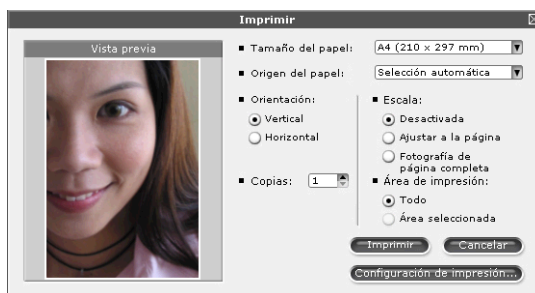 Imprimir
Vista previa
Tamaño del papel:
A4 (210 x 297 mm)
Origen del papel:
Selección automática
Orientación:
Vertical
Horizontal
Escala:
Desactivada
Ajustar a la página
Fotografía de
página completa
Copias:
1
Área de impresión:
Todo
Área seleccionada
Imprimir
Cancelar
Configuración de impresión...